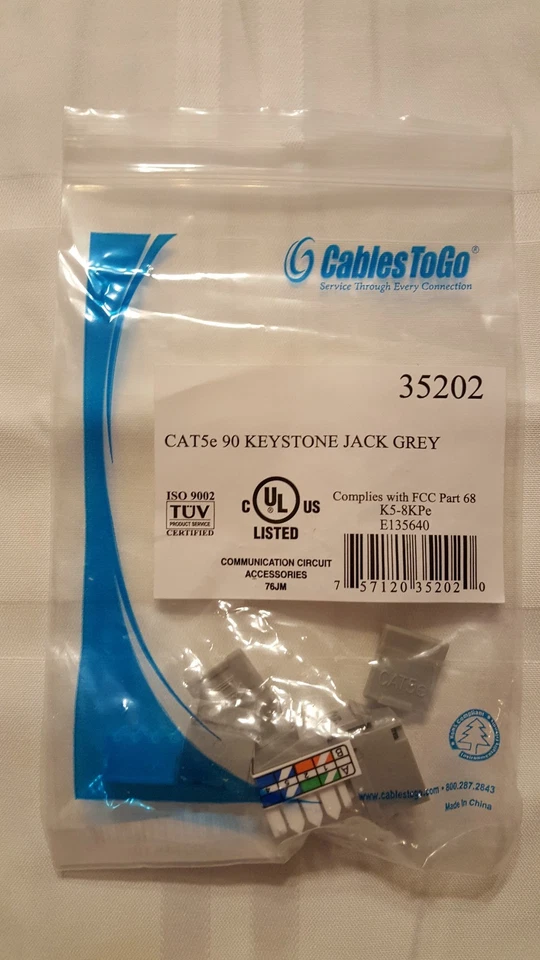 CablesToGo®
Service Through Every Connection
35202
CAT5e 90 KEYSTONE JACK GREY
ISO 9002
TÜV
PRODUCT SERVICE
CERTIFIED
C UL® US
LISTED
Complies with FCC Part 68
K5-8KPe
E135640
COMMUNICATION CIRCUIT
ACCESSORIES
76JM
7 57120 35202 0
CAT5e
B
A
www.cablestogo.com • 800.287.2843
Made In China